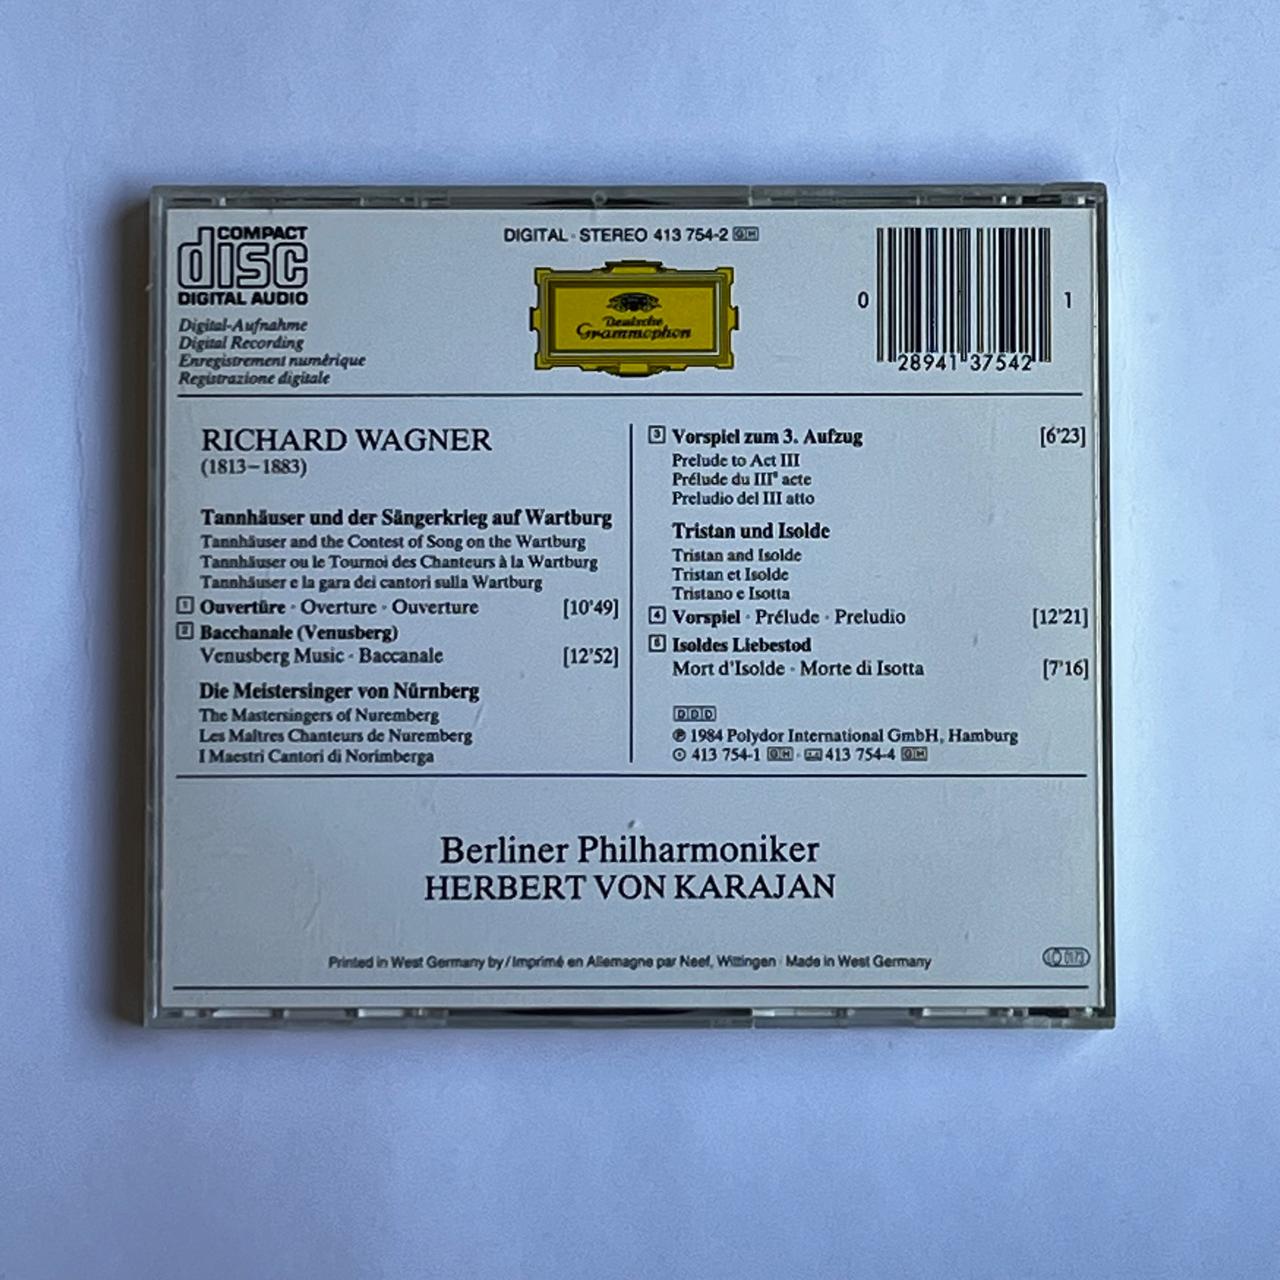 COMPACT
disc
DIGITAL AUDIO
Digital-Aufnahme
Digital Recording
Enregistrement numérique
Registrazione digitale
DIGITAL · STEREO 413 754-2 GH
Deutsche
Grammophon
0 28941 37542 1
RICHARD WAGNER
(1813–1883)
Tannhäuser und der Sängerkrieg auf Wartburg
Tannhäuser and the Contest of Song on the Wartburg
Tannhäuser ou le Tournoi des Chanteurs à la Wartburg
Tannhäuser e la gara dei cantori sulla Wartburg
1 Ouvertüre · Overture · Ouverture [10'49]
2 Bacchanale (Venusberg)
Venusberg Music · Baccanale [12'52]
Die Meistersinger von Nürnberg
The Mastersingers of Nuremberg
Les Maîtres Chanteurs de Nuremberg
I Maestri Cantori di Norimberga
3 Vorspiel zum 3. Aufzug [6'23]
Prelude to Act III
Prélude du IIIe acte
Preludio del III atto
Tristan und Isolde
Tristan and Isolde
Tristan et Isolde
Tristano e Isotta
4 Vorspiel · Prélude · Preludio [12'21]
5 Isoldes Liebestod
Mort d'Isolde · Morte di Isotta [7'16]
DDD
℗ 1984 Polydor International GmbH, Hamburg
413 754-1 GH · 413 754-4 GH
Berliner Philharmoniker
HERBERT VON KARAJAN
Printed in West Germany by / Imprimé en Allemagne par Neef, Wittingen · Made in West Germany